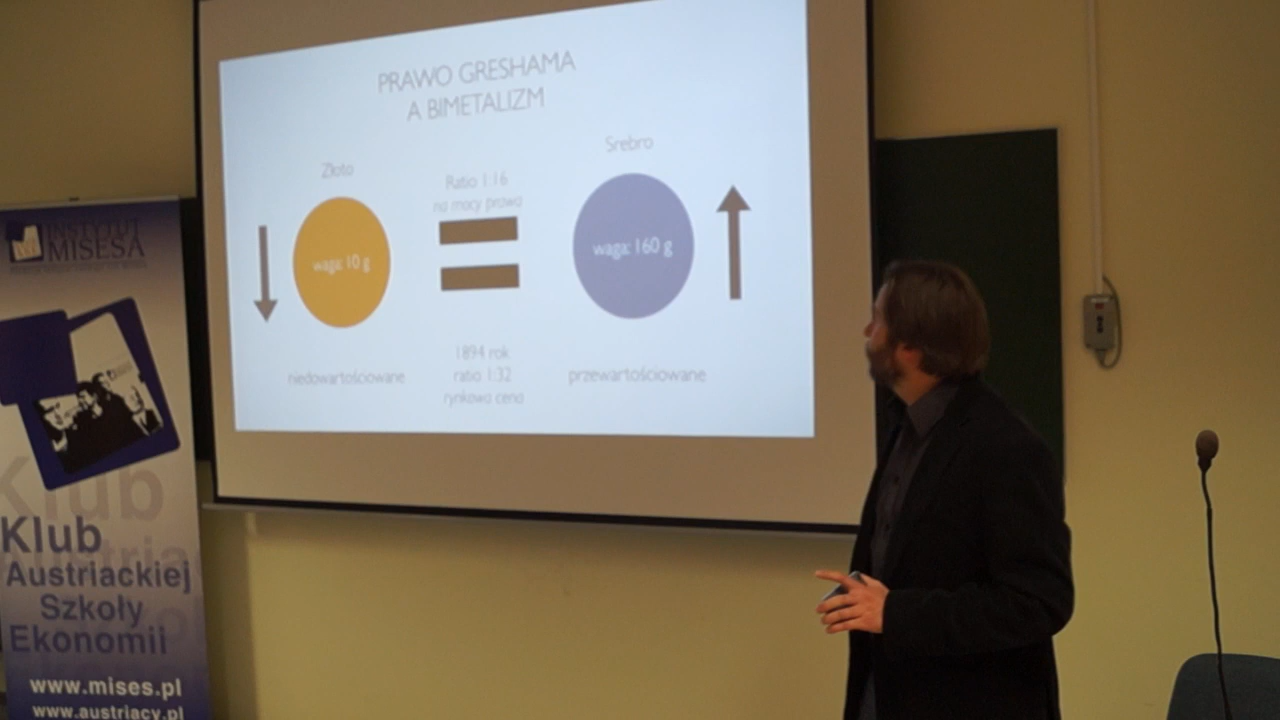 PRAWO GRESHAMA
A BIMETALIZM
Złoto
Srebro
Ratio 1:16
na mocy prawa
waga: 10 g
waga: 160 g
1894 rok
ratio 1:32
rynkowa cena
niedowartościowane
przewartościowane
INSTYTUT
MISESA
Klub
Klub
Austriackiej
Szkoły
Ekonomii
www.mises.pl
www.austriacy.pl